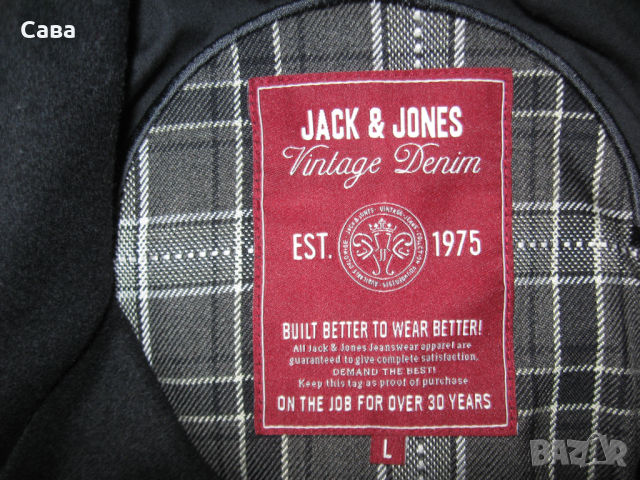 Сава
JACK & JONES
Vintage Denim
EST. 1975
BUILT BETTER TO WEAR BETTER!
All Jack & Jones Jeanswear apparel are
guaranteed to give complete satisfaction.
DEMAND THE BEST!
Keep this tag as proof of purchase
ON THE JOB FOR OVER 30 YEARS
L
BAZAR